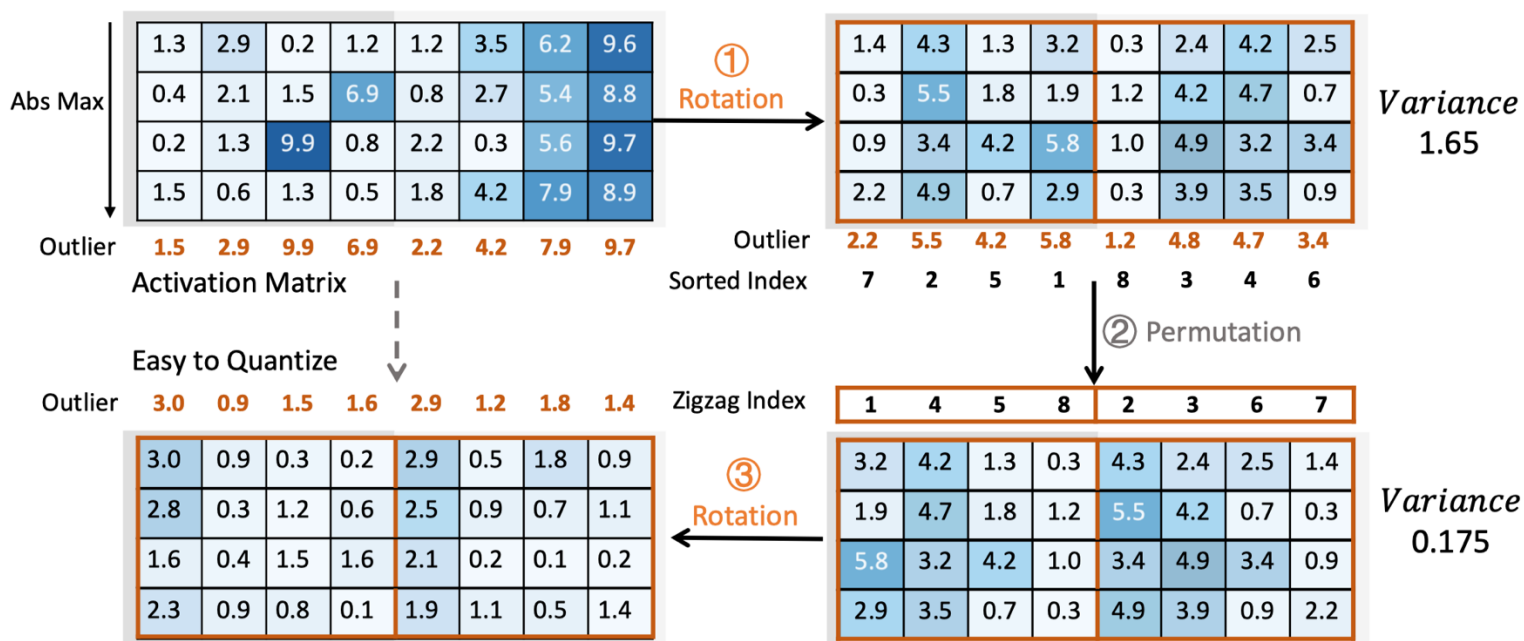 1.3 2.9 0.2 1.2 1.2 3.5 6.2 9.6
0.4 2.1 1.5 6.9 0.8 2.7 5.4 8.8
0.2 1.3 9.9 0.8 2.2 0.3 5.6 9.7
1.5 0.6 1.3 0.5 1.8 4.2 7.9 8.9
Abs Max
Outlier 1.5 2.9 9.9 6.9 2.2 4.2 7.9 9.7
Activation Matrix
① 
Rotation
1.4 4.3 1.3 3.2 0.3 2.4 4.2 2.5
0.3 5.5 1.8 1.9 1.2 4.2 4.7 0.7
0.9 3.4 4.2 5.8 1.0 4.9 3.2 3.4
2.2 4.9 0.7 2.9 0.3 3.9 3.5 0.9
Variance
1.65
Outlier 2.2 5.5 4.2 5.8 1.2 4.8 4.7 3.4
Sorted Index 7 2 5 1 8 3 4 6
② Permutation
Zigzag Index 1 4 5 8 2 3 6 7
3.2 4.2 1.3 0.3 4.3 2.4 2.5 1.4
1.9 4.7 1.8 1.2 5.5 4.2 0.7 0.3
5.8 3.2 4.2 1.0 3.4 4.9 3.4 0.9
2.9 3.5 0.7 0.3 4.9 3.9 0.9 2.2
Variance
0.175
③
Rotation
Easy to Quantize
Outlier 3.0 0.9 1.5 1.6 2.9 1.2 1.8 1.4
3.0 0.9 0.3 0.2 2.9 0.5 1.8 0.9
2.8 0.3 1.2 0.6 2.5 0.9 0.7 1.1
1.6 0.4 1.5 1.6 2.1 0.2 0.1 0.2
2.3 0.9 0.8 0.1 1.9 1.1 0.5 1.4